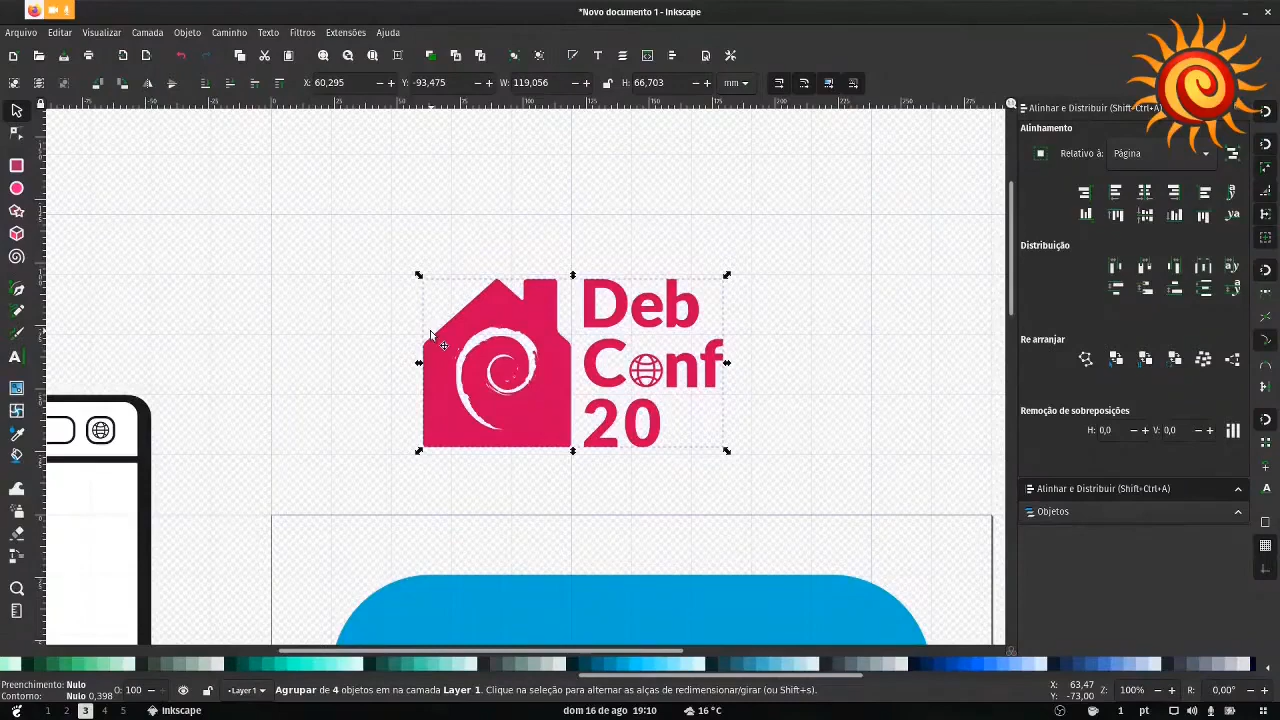 *Novo documento 1 - Inkscape
Arquivo Editar Visualizar Camada Objeto Caminho Texto Filtros Extensões Ajuda
X: 60,295 − + Y: -93,475 − + W: 119,056 − + H: 66,703 − + mm
Alinhar e Distribuir (Shift+Ctrl+A)
Alinhamento
Relativo à: Página
Distribuição
Deb
Conf
20
Re arranjar
Remoção de sobreposições
H: 0,0 − + V: 0,0 − +
Alinhar e Distribuir (Shift+Ctrl+A)
Objetos
Preenchimento: Nulo
Contorno: Nulo 0,398
O: 100 − +
Layer 1
Agrupar de 4 objetos em na camada Layer 1. Clique na seleção para alternar as alças de redimensionar/girar (ou Shift+s).
X: 63,47
Y: -73,00
Z: 100% − + R: 0,00° − +
1 2 3 4 5 Inkscape dom 16 de ago 19:10 16 °C 1 pt